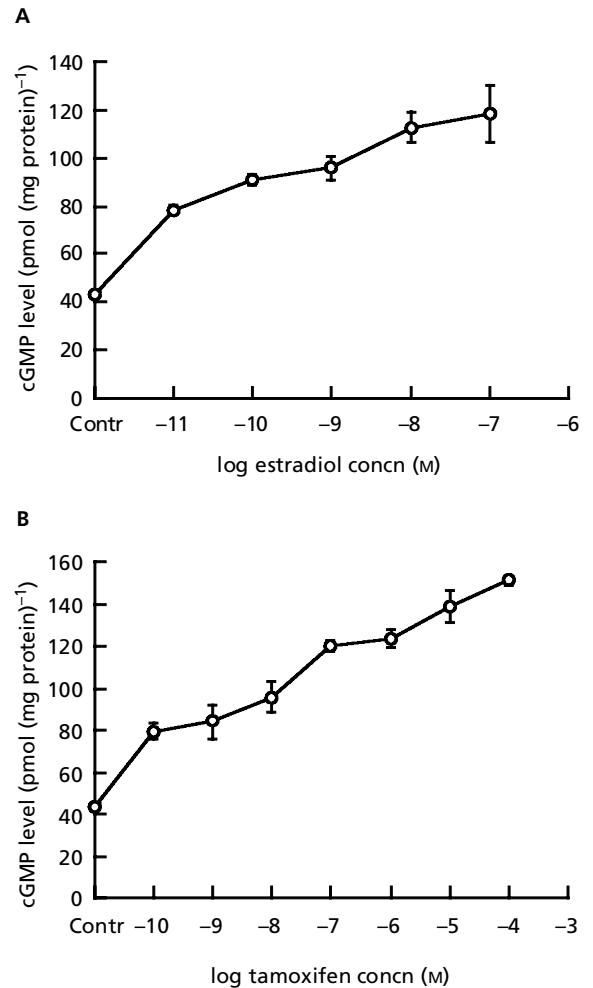 A
cGMP level (pmol (mg protein)⁻¹)
140
120
100
80
60
40
20
0
Contr –11 –10 –9 –8 –7 –6
log estradiol concn (M)
B
cGMP level (pmol (mg protein)⁻¹)
160
140
120
100
80
60
40
20
0
Contr –10 –9 –8 –7 –6 –5 –4 –3
log tamoxifen concn (M)